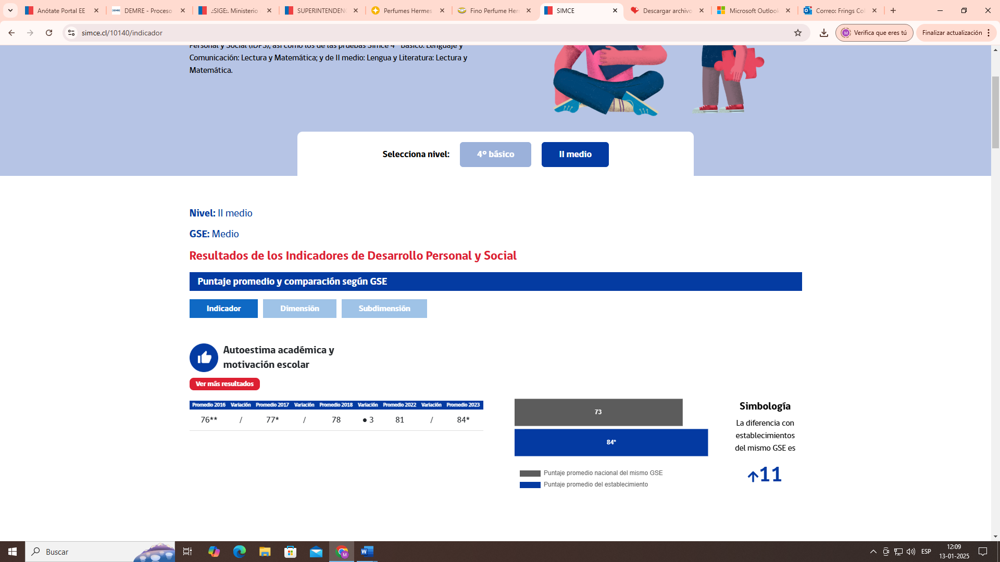 Anótate Portal EE
DEMRE - Proceso
.:SIGE:. Ministerio
SUPERINTENDENC
Perfumes Hermes
Fino Perfume Her
SIMCE
Descargar archivo
Microsoft Outlook
Correo: Frings Col
simce.cl/10140/indicador
M
Verifica que eres tú
Finalizar actualización
Personal y Social (IDPS), así como los de las pruebas Simce 4° básico: Lenguaje y
Comunicación: Lectura y Matemática; y de II medio: Lengua y Literatura: Lectura y
Matemática.
Selecciona nivel:
4° básico
II medio
Nivel: II medio
GSE: Medio
Resultados de los Indicadores de Desarrollo Personal y Social
Puntaje promedio y comparación según GSE
Indicador
Dimensión
Subdimensión
Autoestima académica y
motivación escolar
Ver más resultados
Promedio 2016 Variación Promedio 2017 Variación Promedio 2018 Variación Promedio 2022 Variación Promedio 2023
76** / 77* / 78 ● 3 81 / 84*
73
84*
Puntaje promedio nacional del mismo GSE
Puntaje promedio del establecimiento
Simbología
La diferencia con
establecimientos
del mismo GSE es
↑11
Buscar
ESP
12:09
13-01-2025